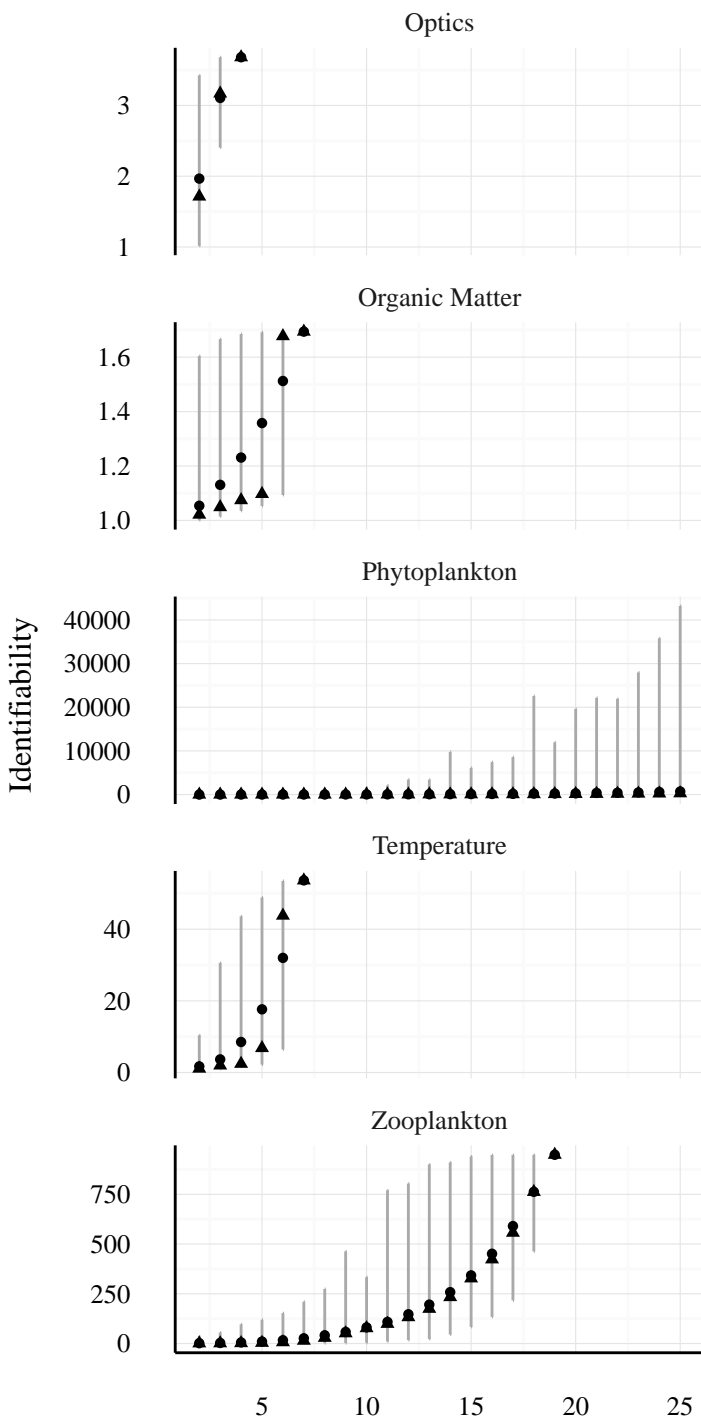 Optics
3
2
1
Organic Matter
1.6
1.4
1.2
1.0
Phytoplankton
40000
30000
20000
10000
0
Identifiability
Temperature
40
20
0
Zooplankton
750
500
250
0
5 10 15 20 25